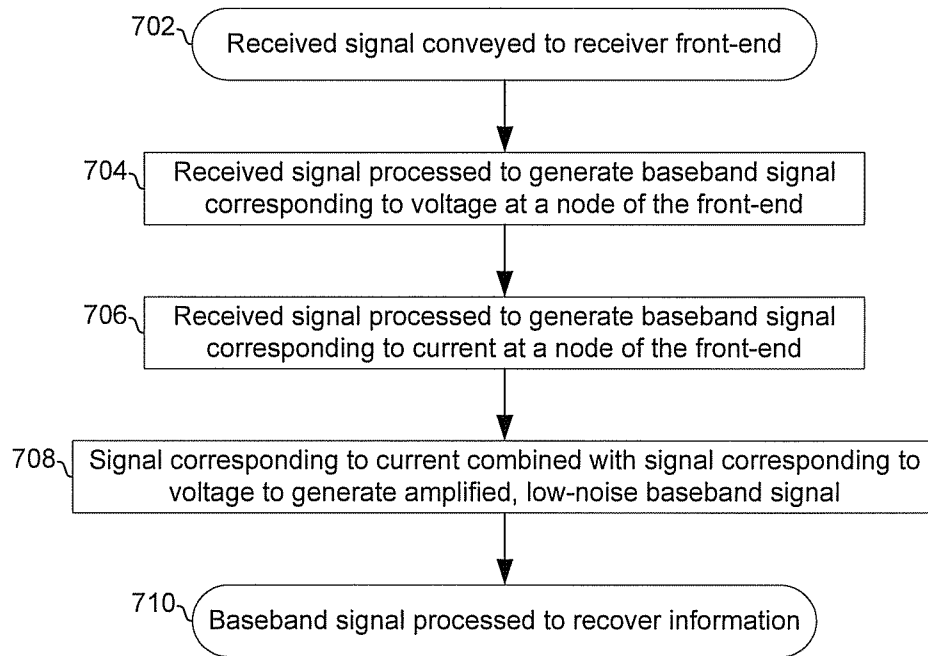 702
Received signal conveyed to receiver front-end
704
Received signal processed to generate baseband signal
corresponding to voltage at a node of the front-end
706
Received signal processed to generate baseband signal
corresponding to current at a node of the front-end
708
Signal corresponding to current combined with signal corresponding to
voltage to generate amplified, low-noise baseband signal
710
Baseband signal processed to recover information